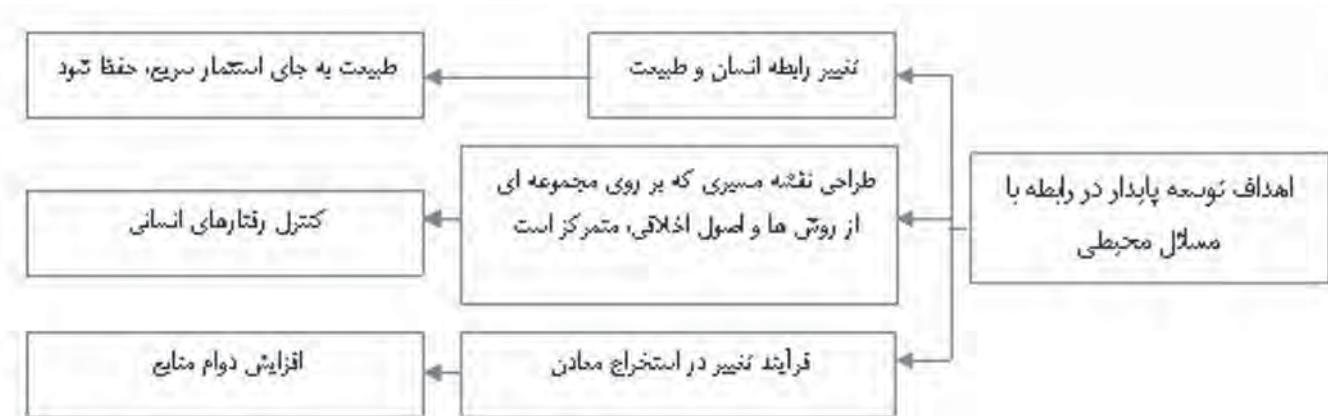 اهداف توسعه پایدار در رابطه با
مسائل محیطی
تغییر رابطه انسان و طبیعت
طبیعت به جای استثمار سریع، حفظ شود
طراحی نقشه مسیری که بر روی مجموعه ای
از روش ها و اصول اخلاقی، متمرکز است
کنترل رفتارهای انسانی
فرآیند تغییر در استخراج معادن
افزایش دوام منابع